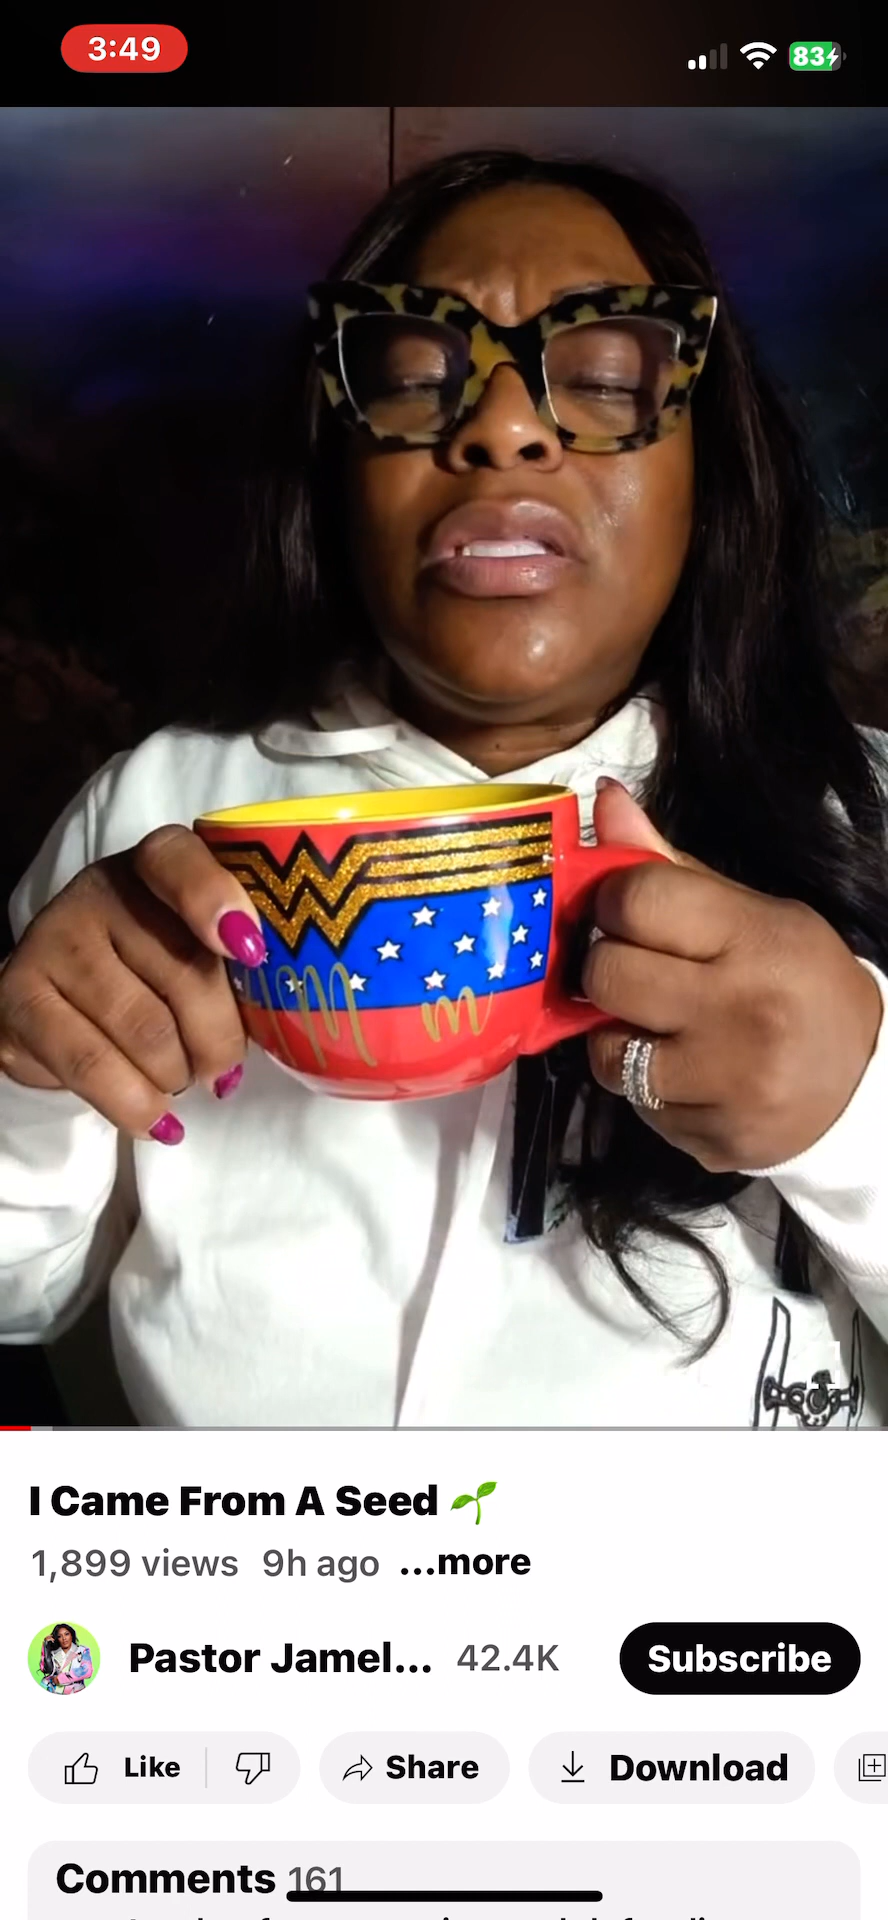 3:49
83
W
m
I Came From A Seed 🌱
1,899 views 9h ago ...more
Pastor Jamel... 42.4K Subscribe
Like Share Download
Comments 161